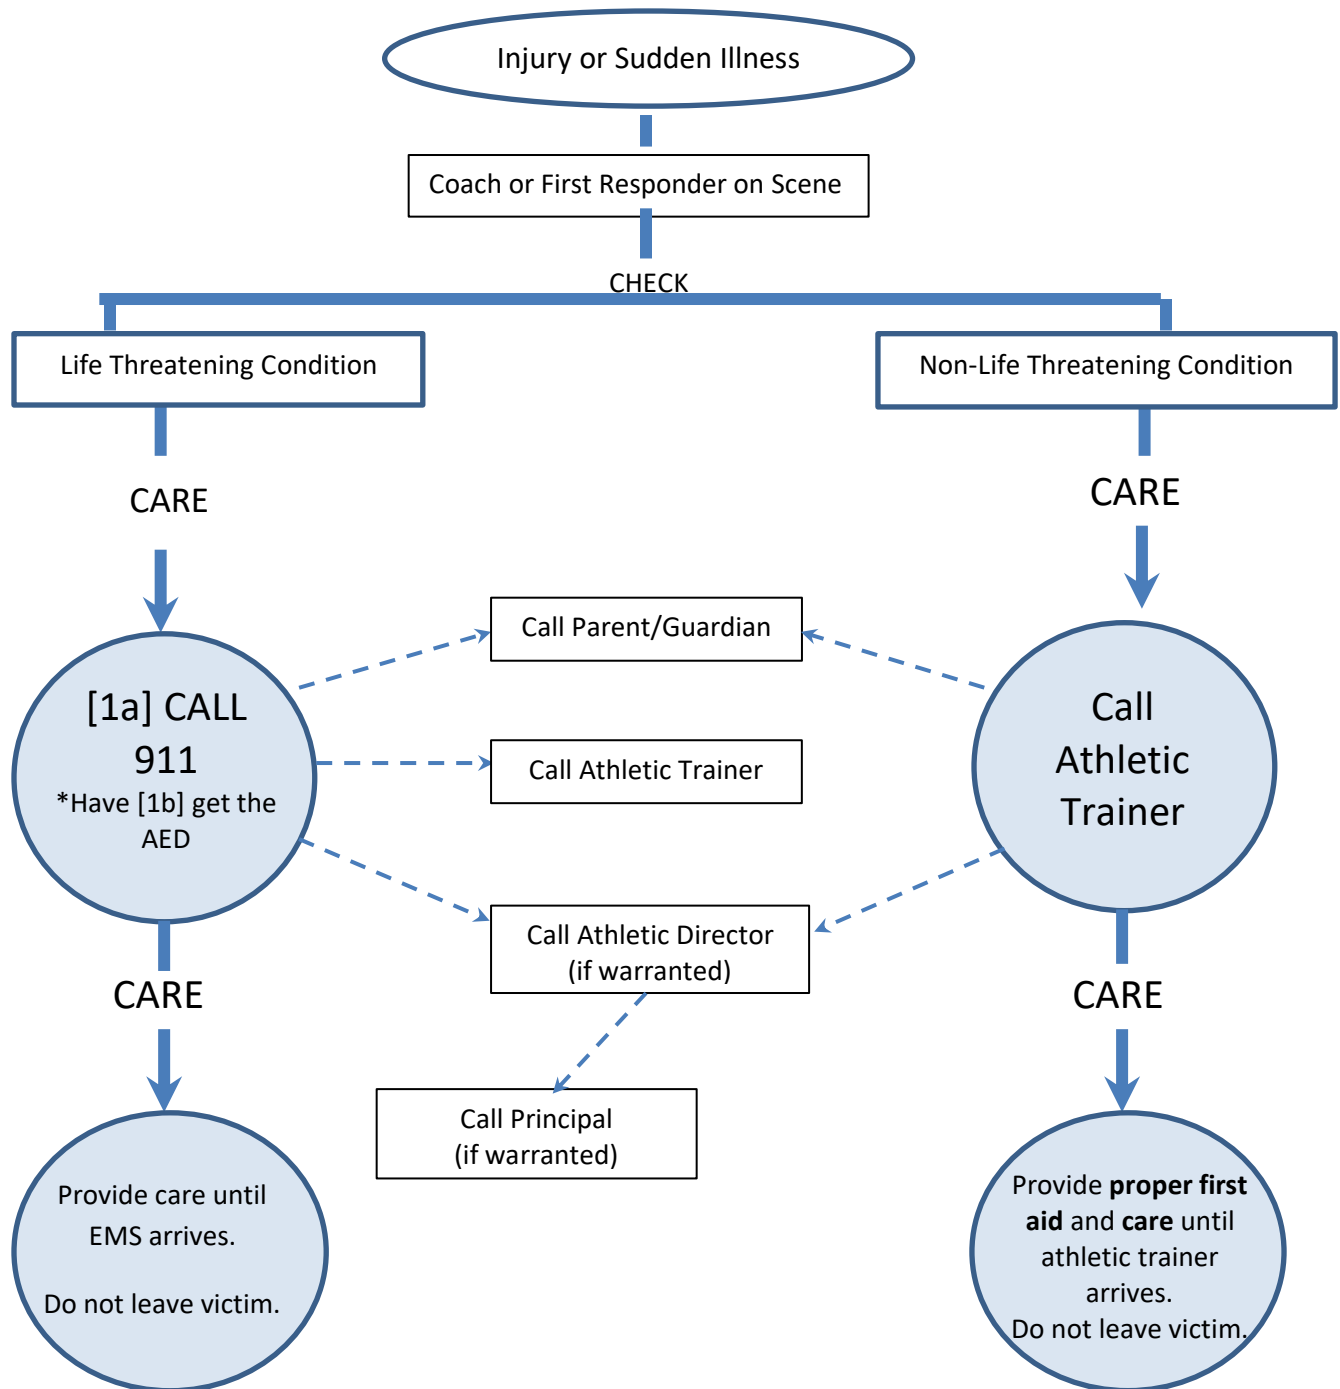 Injury or Sudden Illness
Coach or First Responder on Scene
CHECK
Life Threatening Condition
Non-Life Threatening Condition
CARE
CARE
Call Parent/Guardian
[1a] CALL
911
*Have [1b] get the
AED
Call
Athletic
Trainer
Call Athletic Trainer
Call Athletic Director
(if warranted)
CARE
CARE
Call Principal
(if warranted)
Provide care until
EMS arrives.
Do not leave victim.
Provide proper first
aid and care until
athletic trainer
arrives.
Do not leave victim.